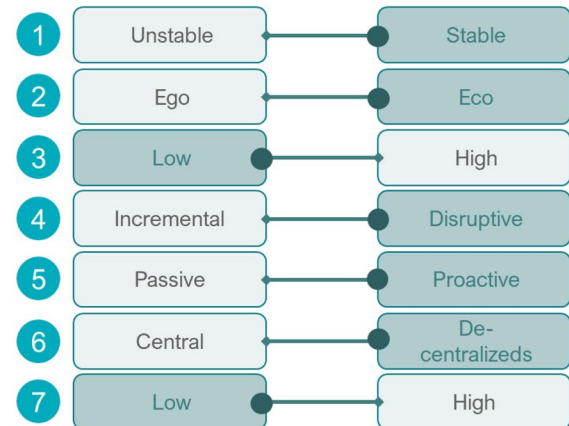 1 Unstable Stable
2 Ego Eco
3 Low High
4 Incremental Disruptive
5 Passive Proactive
6 Central De-
centralizeds
7 Low High